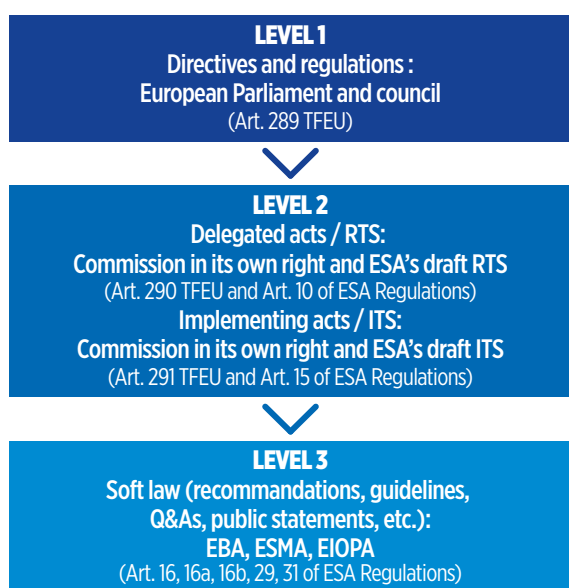 LEVEL 1
Directives and regulations :
European Parliament and council
(Art. 289 TFEU)
LEVEL 2
Delegated acts / RTS:
Commission in its own right and ESA's draft RTS
(Art. 290 TFEU and Art. 10 of ESA Regulations)
Implementing acts / ITS:
Commission in its own right and ESA's draft ITS
(Art. 291 TFEU and Art. 15 of ESA Regulations)
LEVEL 3
Soft law (recommandations, guidelines,
Q&As, public statements, etc.):
EBA, ESMA, EIOPA
(Art. 16, 16a, 16b, 29, 31 of ESA Regulations)